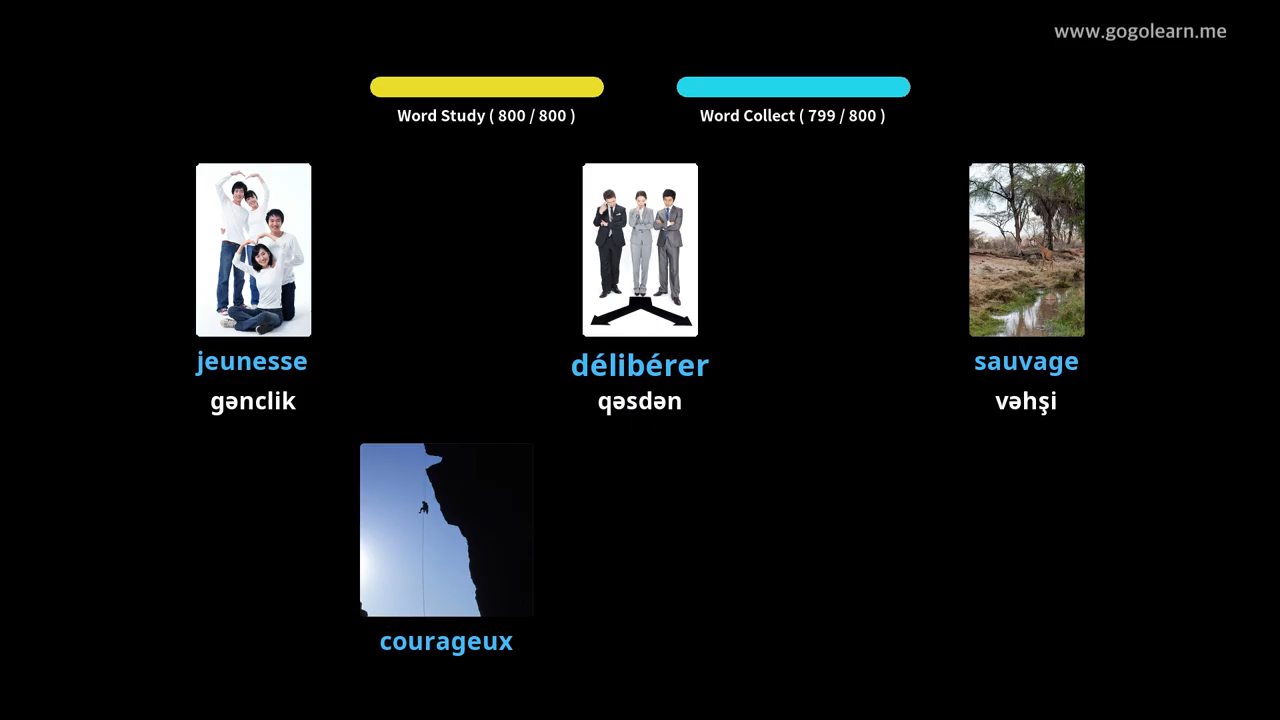 www.gogolearn.me
Word Study ( 800 / 800 )
Word Collect ( 799 / 800 )
jeunesse
délibérer
sauvage
gənclik
qəsdən
vəhşi
courageux